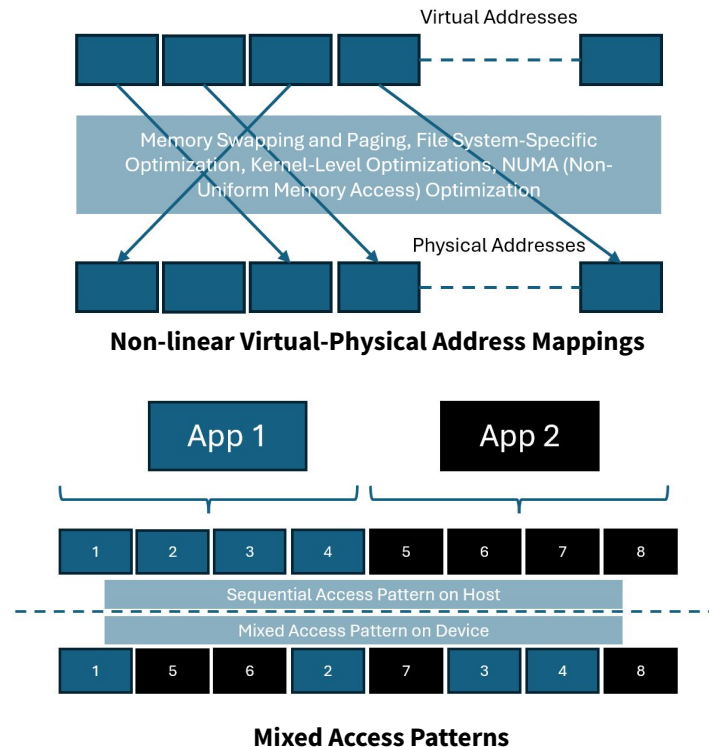 Virtual Addresses
Memory Swapping and Paging, File System-Specific
Optimization, Kernel-Level Optimizations, NUMA (Non-
Uniform Memory Access) Optimization
Physical Addresses
Non-linear Virtual-Physical Address Mappings
App 1
App 2
1 2 3 4 5 6 7 8
Sequential Access Pattern on Host
Mixed Access Pattern on Device
1 5 6 2 7 3 4 8
Mixed Access Patterns